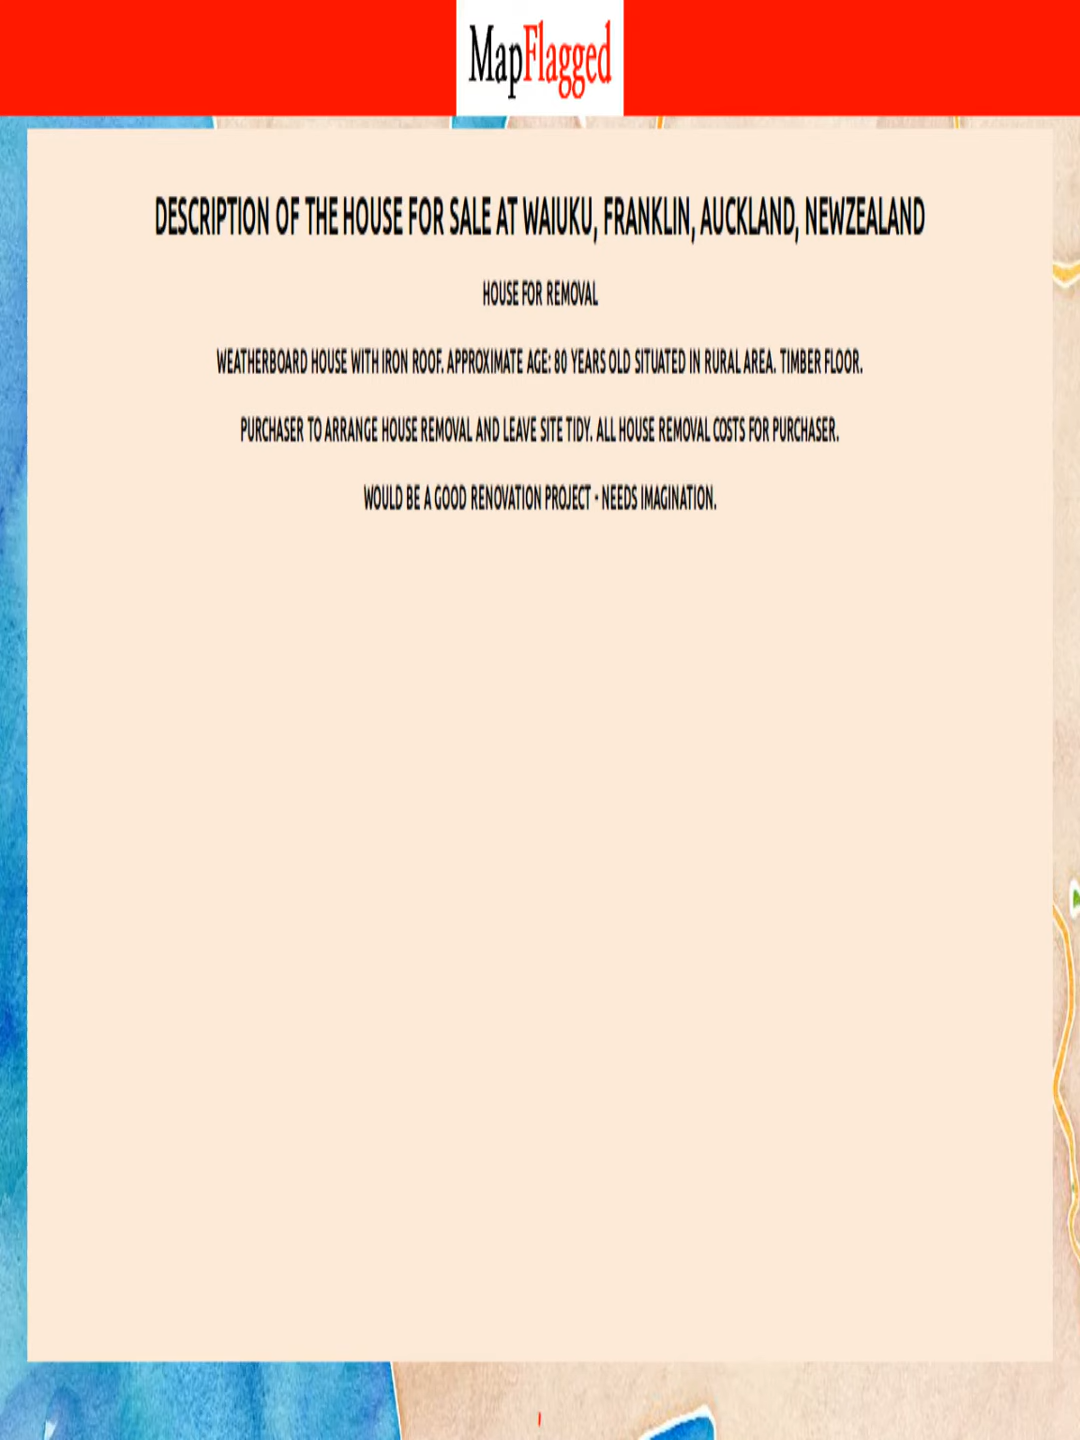 MapFlagged
DESCRIPTION OF THE HOUSE FOR SALE AT WAIUKU, FRANKLIN, AUCKLAND, NEWZEALAND
HOUSE FOR REMOVAL
WEATHERBOARD HOUSE WITH IRON ROOF. APPROXIMATE AGE: 80 YEARS OLD SITUATED IN RURAL AREA. TIMBER FLOOR.
PURCHASER TO ARRANGE HOUSE REMOVAL AND LEAVE SITE TIDY. ALL HOUSE REMOVAL COSTS FOR PURCHASER.
WOULD BE A GOOD RENOVATION PROJECT - NEEDS IMAGINATION.